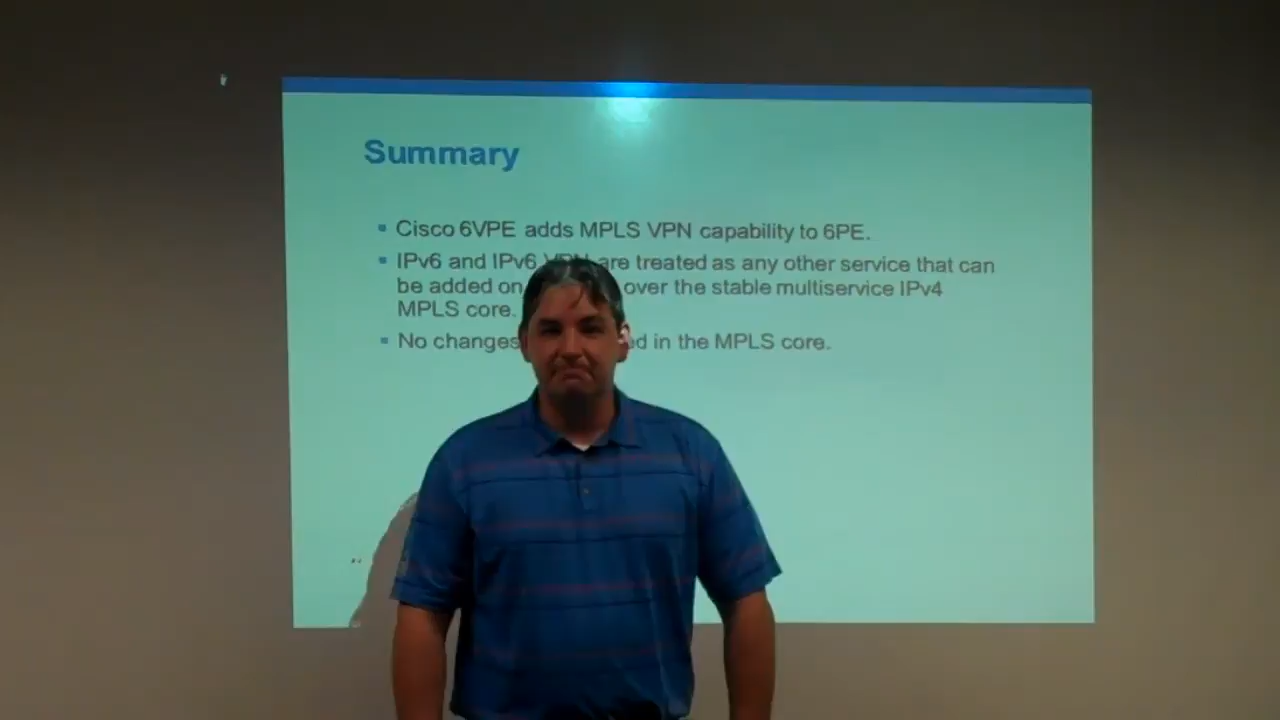 Summary
Cisco 6VPE adds MPLS VPN capability to 6PE.
IPv6 and IPv6 VPN are treated as any other service that can
be added on over the stable multiservice IPv4
MPLS core.
No changes in the MPLS core.